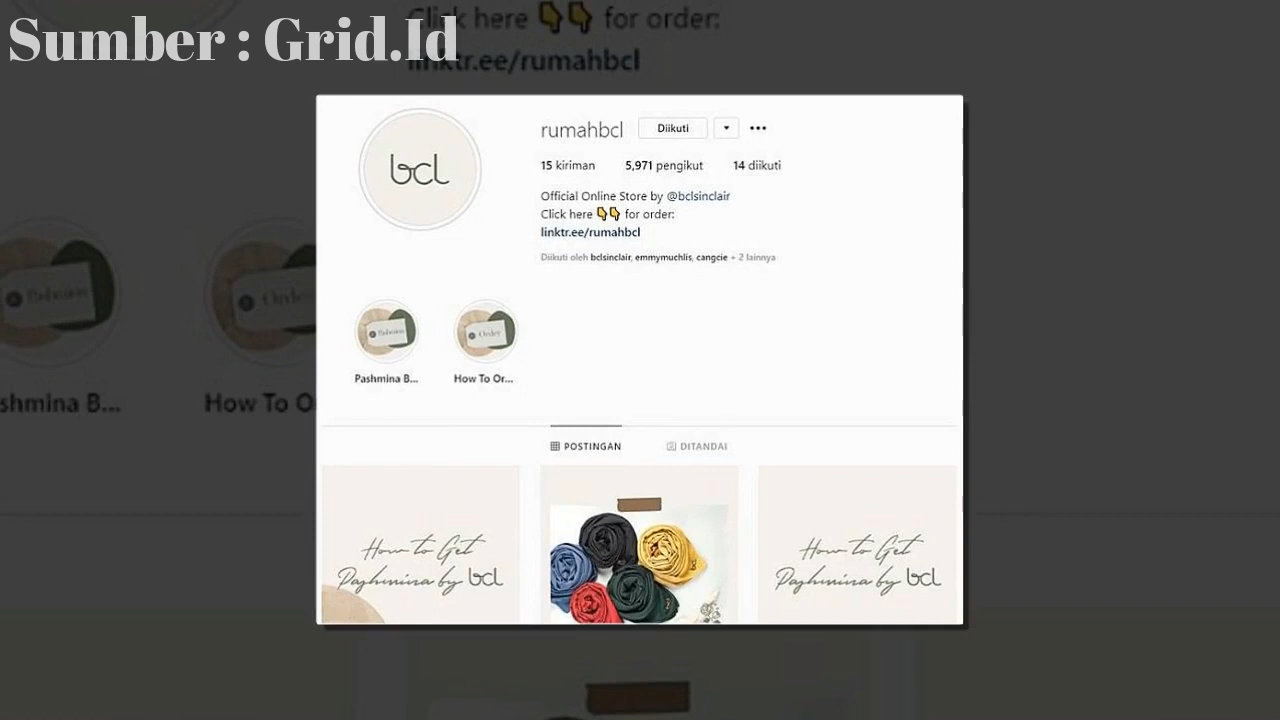 Sumber : Grid.Id
Click here 👇👇 for order:
linktr.ee/rumahbcl
bcl
rumahbcl
Diikuti
15 kiriman 5,971 pengikut 14 diikuti
Official Online Store by @bclsinclair
Click here 👇👇 for order:
linktr.ee/rumahbcl
Diikuti oleh bclsinclair, emmymuchlis, cangcie + 2 lainnya
Pashmina
Order
Pashmina B...
How To Or...
shmina B...
How To O
POSTINGAN
DITANDAI
How to Get
Pashmina by bcl
How to Get
Pashmina by bcl